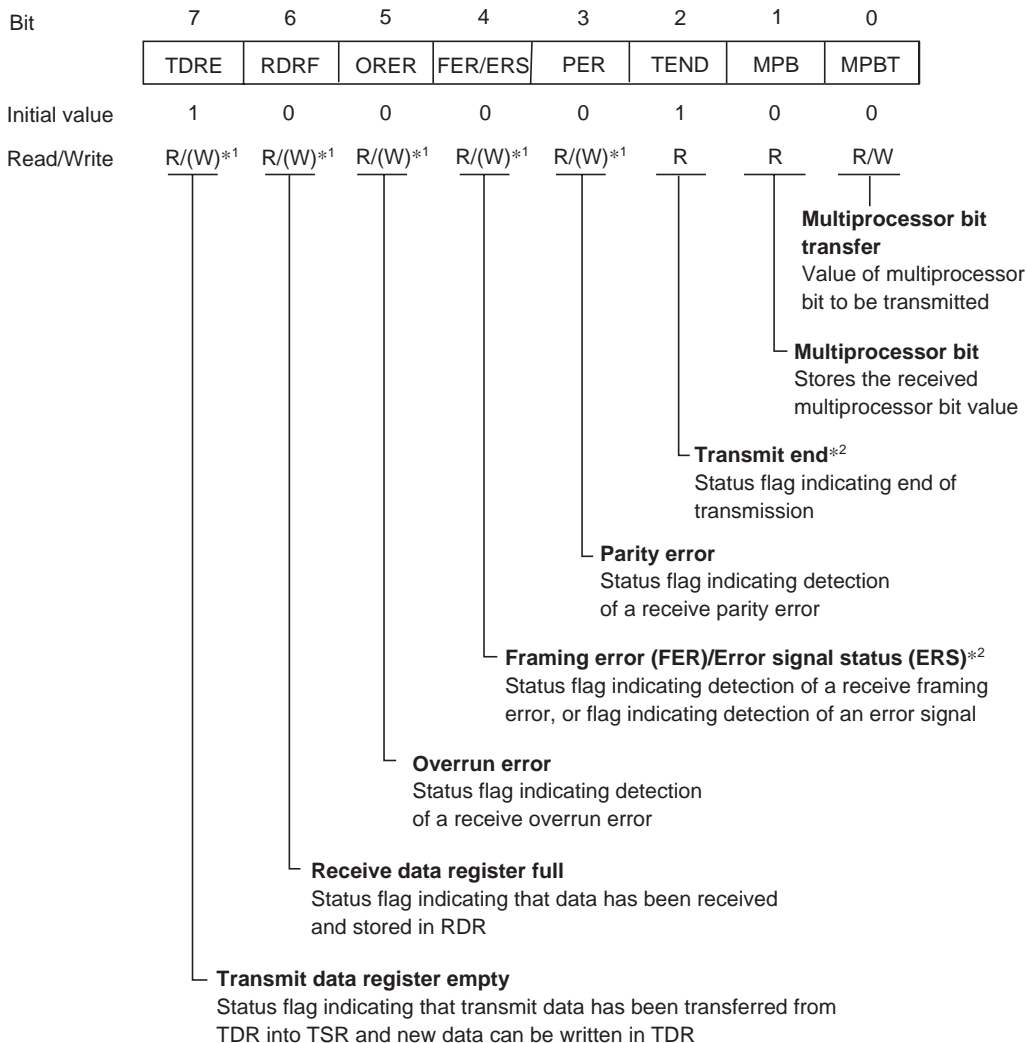 Bit 7 6 5 4 3 2 1 0
TDRE RDRF ORER FER/ERS PER TEND MPB MPBT
Initial value 1 0 0 0 0 1 0 0
Read/Write R/(W)*1 R/(W)*1 R/(W)*1 R/(W)*1 R/(W)*1 R R R/W
Multiprocessor bit
transfer
Value of multiprocessor
bit to be transmitted
Multiprocessor bit
Stores the received
multiprocessor bit value
Transmit end*2
Status flag indicating end of
transmission
Parity error
Status flag indicating detection
of a receive parity error
Framing error (FER)/Error signal status (ERS)*2
Status flag indicating detection of a receive framing
error, or flag indicating detection of an error signal
Overrun error
Status flag indicating detection
of a receive overrun error
Receive data register full
Status flag indicating that data has been received
and stored in RDR
Transmit data register empty
Status flag indicating that transmit data has been transferred from
TDR into TSR and new data can be written in TDR